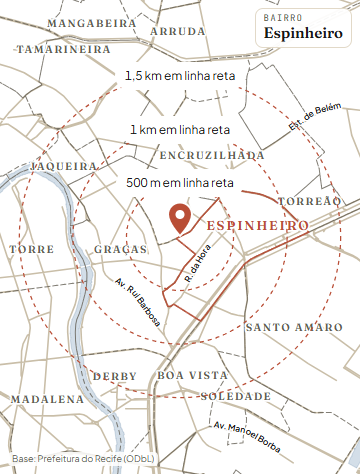 BAIRRO
Espinheiro
MANGABEIRA
ARRUDA
TAMARINEIRA
1,5 km em linha reta
Est. de Belém
1 km em linha reta
ENCRUZILHADA
JAQUEIRA
500 m em linha reta
TORREÃO
ESPINHEIRO
TORRE
GRAÇAS
R. da Hora
Av. Rui Barbosa
SANTO AMARO
DERBY
BOA VISTA
MADALENA
SOLEDADE
Av. Manoel Borba
Base: Prefeitura do Recife (ODbL)